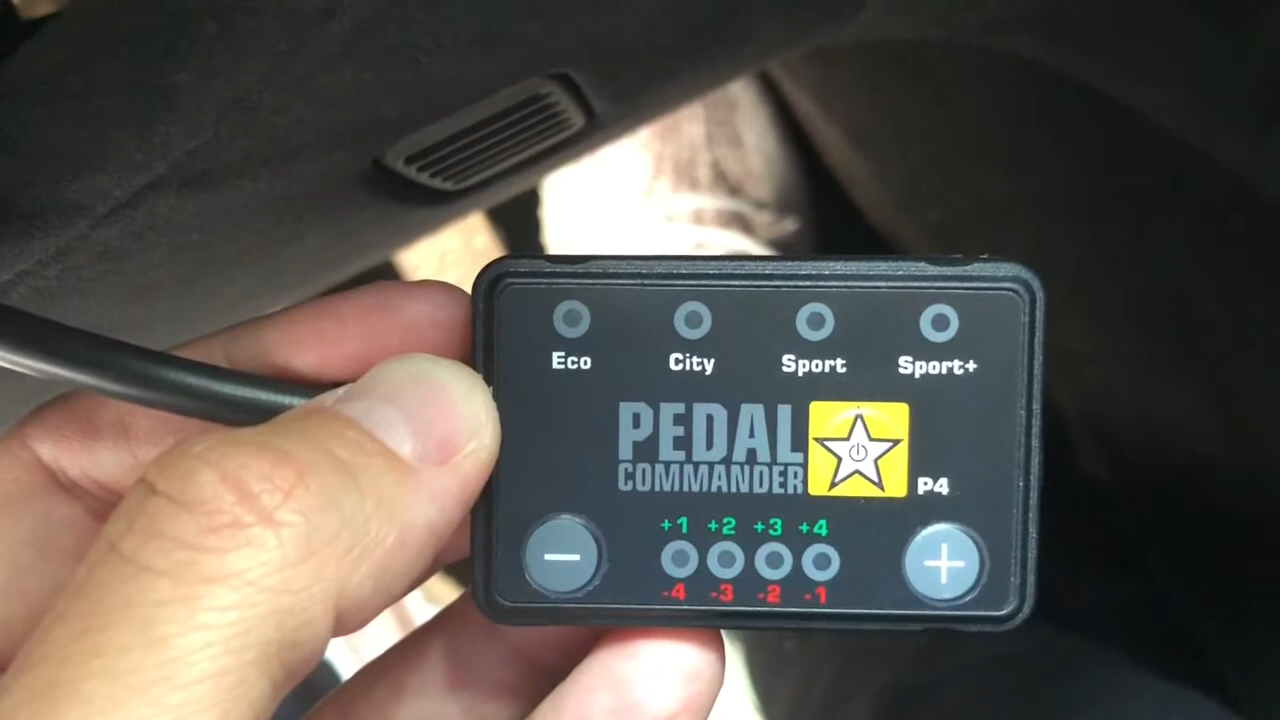 Eco City Sport Sport+
PEDAL
COMMANDER
P4
+1 +2 +3 +4
− +
-4 -3 -2 -1